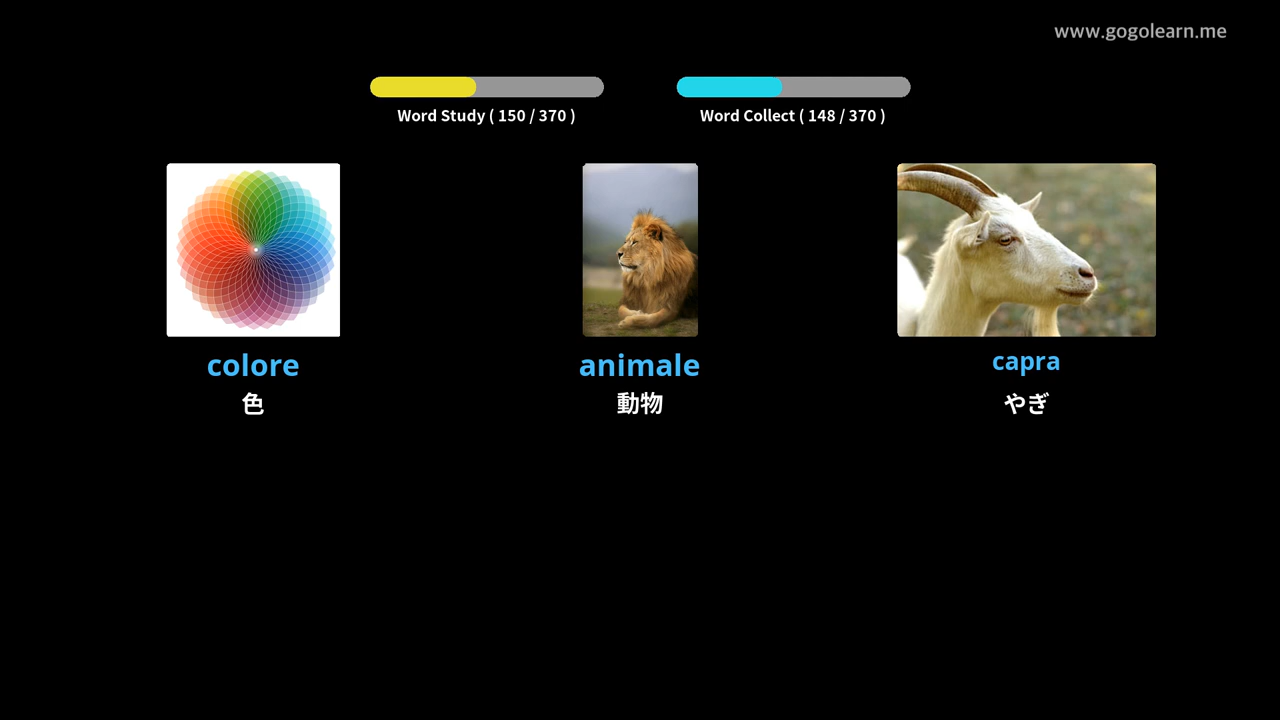 www.gogolearn.me
Word Study ( 150 / 370 )
Word Collect ( 148 / 370 )
colore
色
animale
動物
capra
やぎ